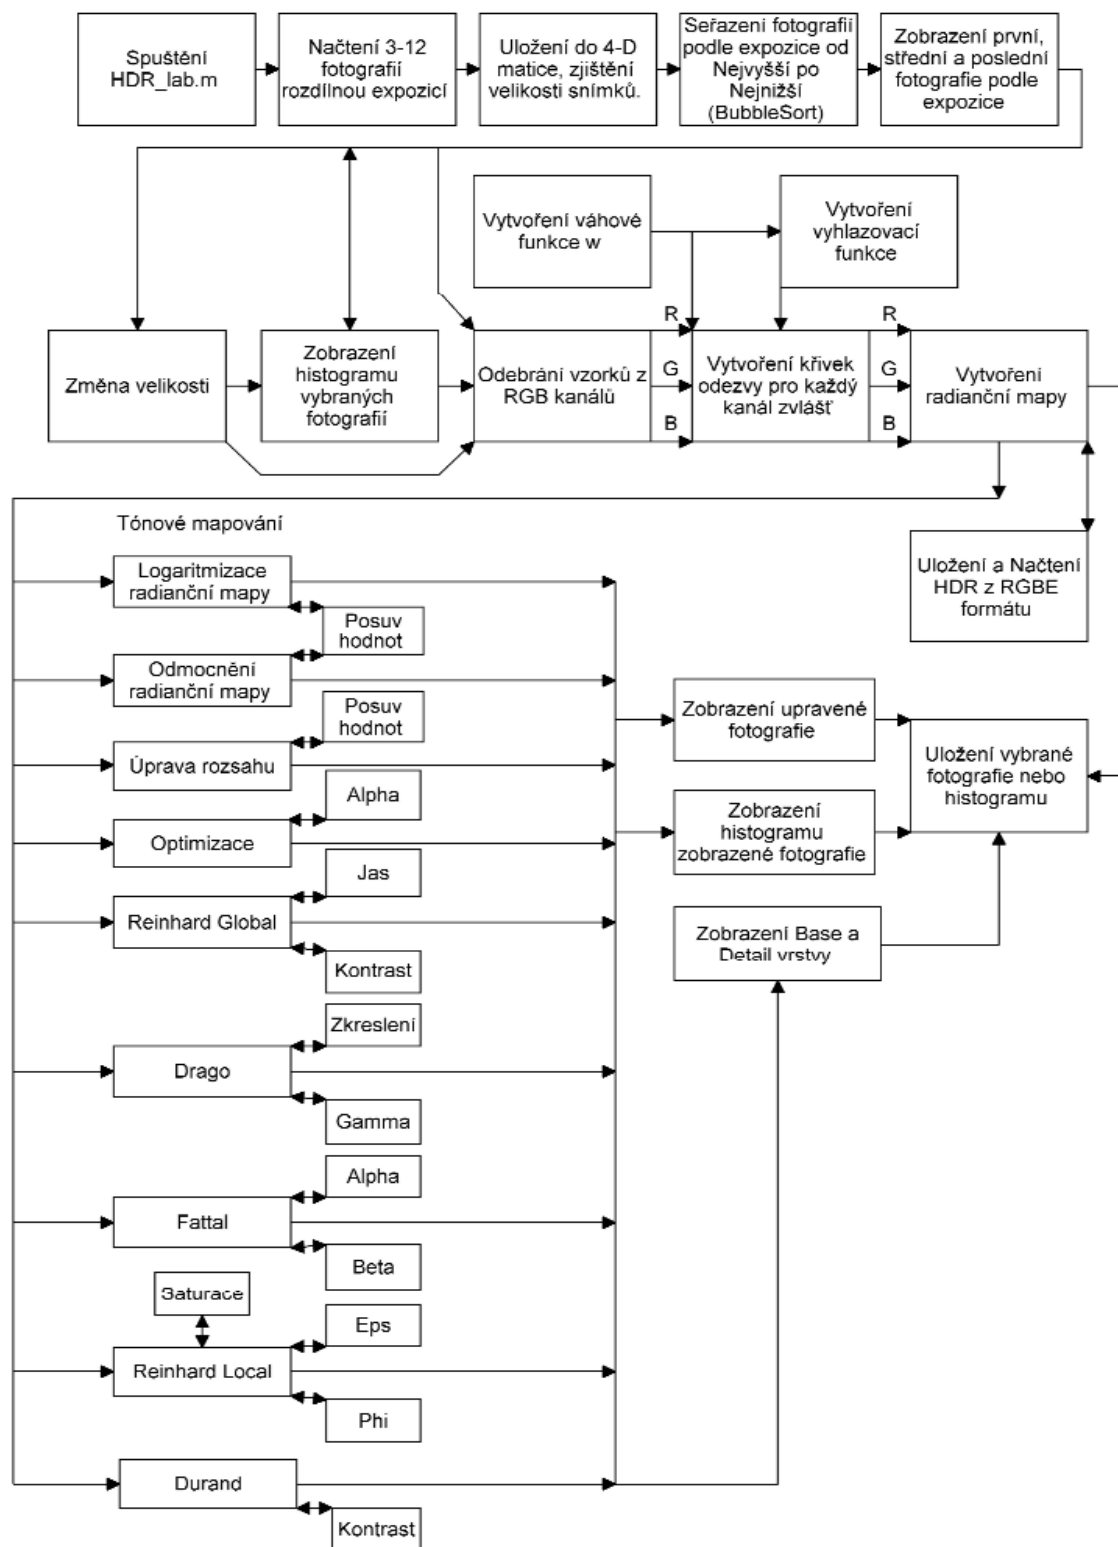 Spuštění
HDR_lab.m
Načtení 3-12
fotografií
rozdílnou expozicí
Uložení do 4-D
matice, zjištění
velikosti snímků.
Seřazení fotografií
podle expozice od
Nejvyšší po
Nejnižší
(BubbleSort)
Zobrazení první,
střední a poslední
fotografie podle
expozice
Vytvoření váhové
funkce w
Vytvoření
vyhlazovací
funkce
Změna velikosti
Zobrazení
histogramu
vybraných
fotografií
Odebrání vzorků z
RGB kanálů
R
G
B
Vytvoření křivek
odezvy pro každý
kanál zvlášť
R
G
B
Vytvoření
radianční mapy
Uložení a Načtení
HDR z RGBE
formátu
Tónové mapování
Logaritmizace
radianční mapy
Posuv
hodnot
Odmocnění
radianční mapy
Posuv
hodnot
Úprava rozsahu
Alpha
Optimizace
Jas
Reinhard Global
Kontrast
Zkreslení
Drago
Gamma
Alpha
Fattal
Beta
Saturace
Eps
Reinhard Local
Phi
Durand
Kontrast
Zobrazení upravené
fotografie
Zobrazení
histogramu
zobrazené fotografie
Zobrazení Base a
Detail vrstvy
Uložení vybrané
fotografie nebo
histogramu